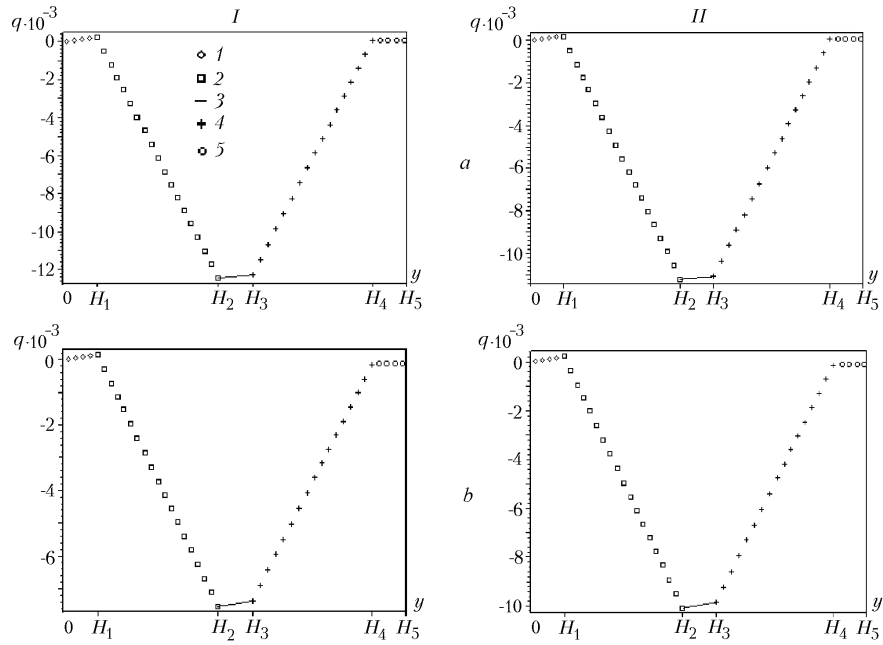 I
II
q·10⁻³
0
-2
-4
-6
-8
-10
-12
1
2
3
4
5
0 H₁ H₂ H₃ H₄ H₅
y
q·10⁻³
0
-2
-4
-6
-8
-10
0 H₁ H₂ H₃ H₄ H₅
y
a
q·10⁻³
0
-2
-4
-6
0 H₁ H₂ H₃ H₄ H₅
y
q·10⁻³
0
-2
-4
-6
-8
-10
0 H₁ H₂ H₃ H₄ H₅
y
b